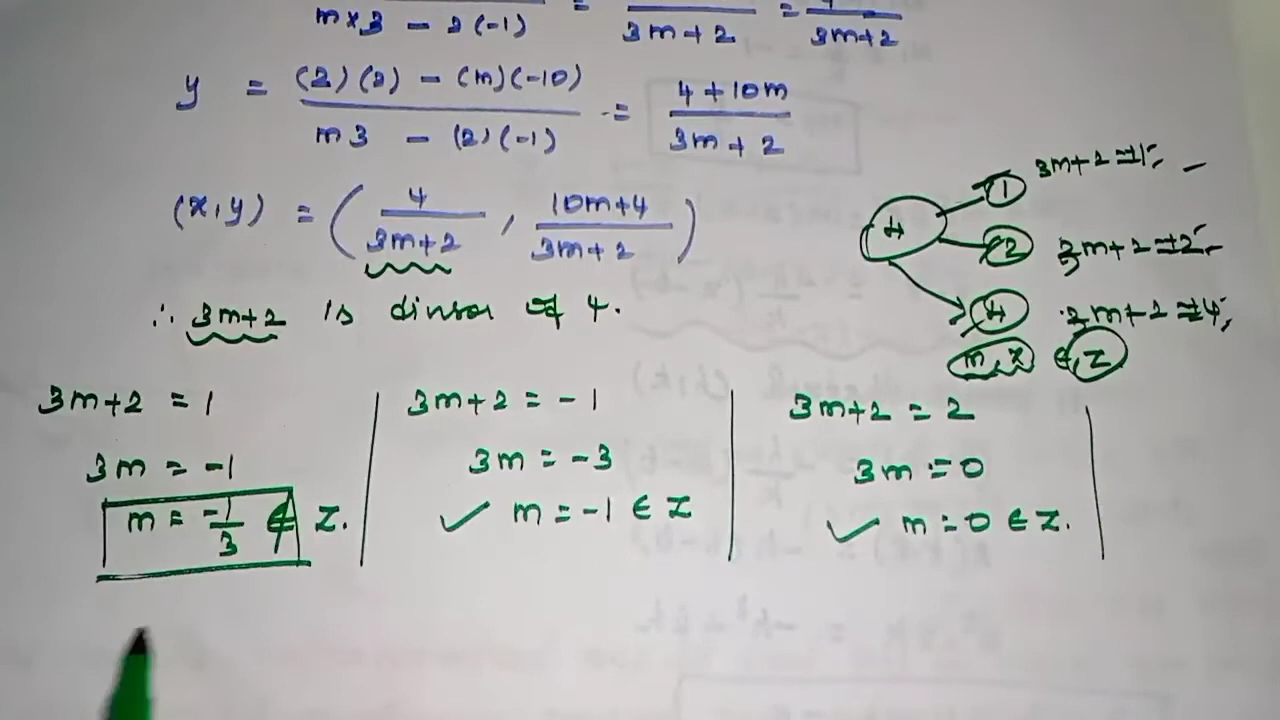 m×3 - 2(-1) = 3m+2 = 3m+2
y = (2)(2) - (m)(-10) / m3 - (2)(-1) = 4+10m / 3m+2
(x,y) = ( 4 / 3m+2 , 10m+4 / 3m+2 )
∴ 3m+2 is divisor of 4.
4
1 3m+2=±1; -
2 3m+2=±2;
4 3m+2=±4;
m, x ∈ Z
3m+2 = 1
3m = -1
m = -1/3 ∉ Z.
3m+2 = -1
3m = -3
✓ m = -1 ∈ Z
3m+2 = 2
3m = 0
✓ m = 0 ∈ Z.